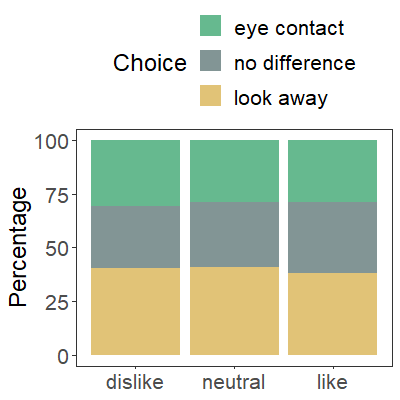 Choice
eye contact
no difference
look away
Percentage
100
75
50
25
0
dislike neutral like